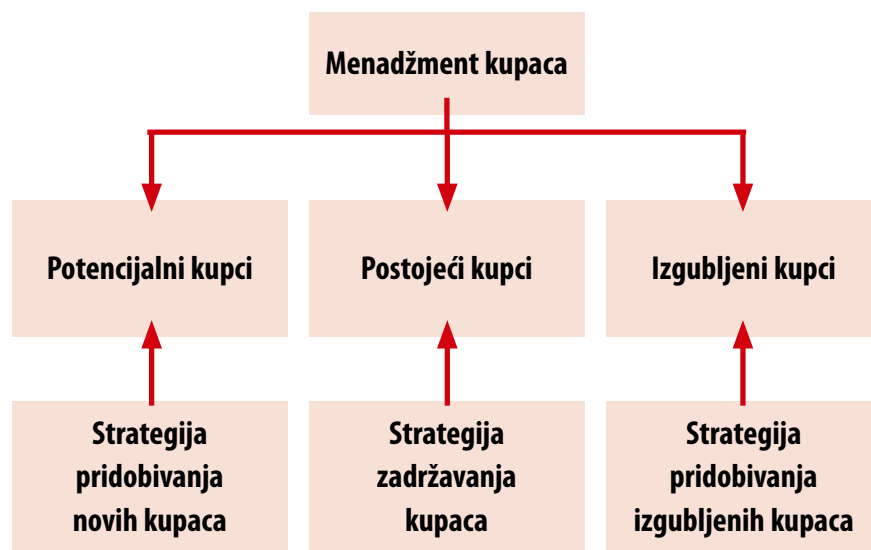 Menadžment kupaca
Potencijalni kupci
Postojeći kupci
Izgubljeni kupci
Strategija
pridobivanja
novih kupaca
Strategija
zadržavanja
kupaca
Strategija
pridobivanja
izgubljenih kupaca